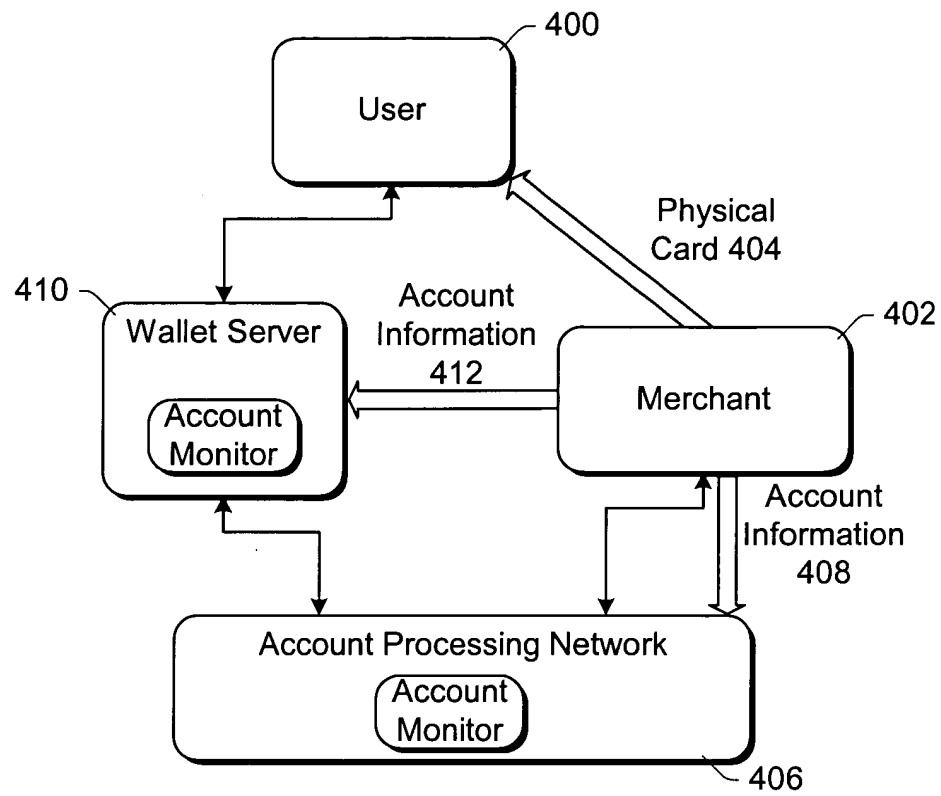 400
User
Physical
Card 404
410
Wallet Server
Account
Information
412
402
Merchant
Account
Monitor
Account
Information
408
Account Processing Network
Account
Monitor
406